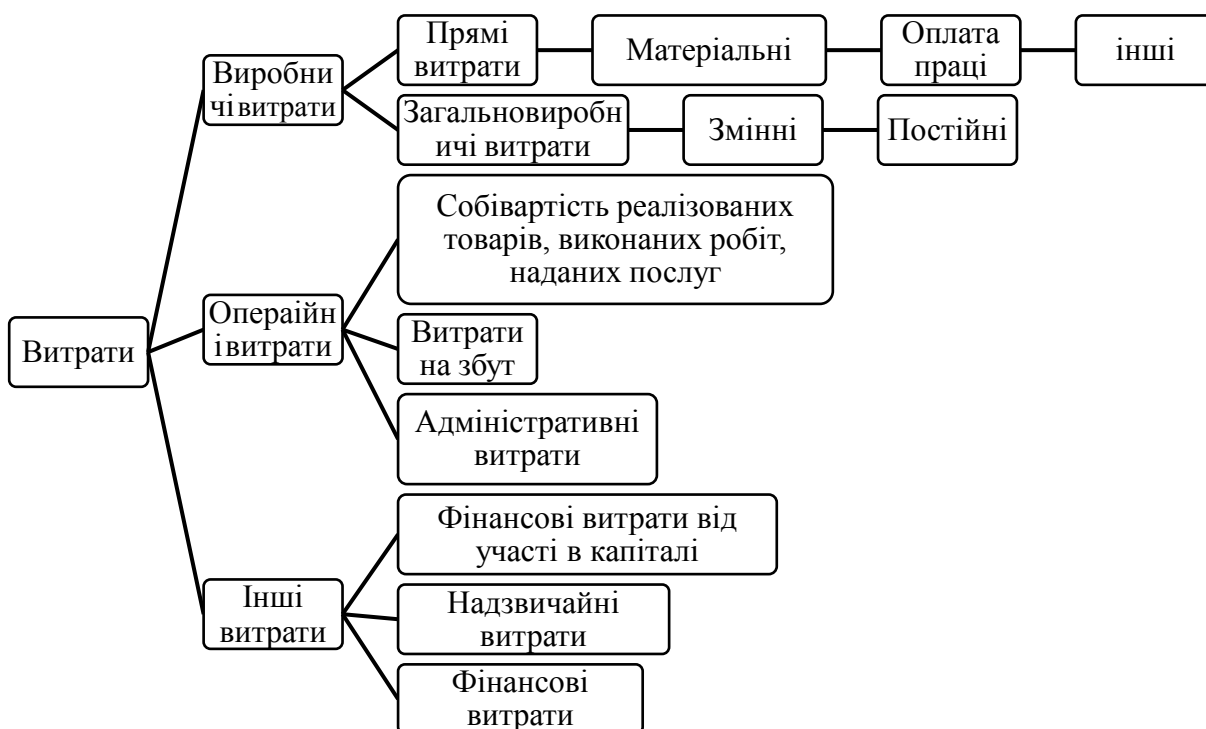 Витрати
Виробни
чі витрати
Прямі
витрати
Матеріальні
Оплата
праці
інші
Загальновиробн
ичі витрати
Змінні
Постійні
Операійн
і витрати
Собівартість реалізованих
товарів, виконаних робіт,
наданих послуг
Витрати
на збут
Адміністративні
витрати
Інші
витрати
Фінансові витрати від
участі в капіталі
Надзвичайні
витрати
Фінансові
витрати